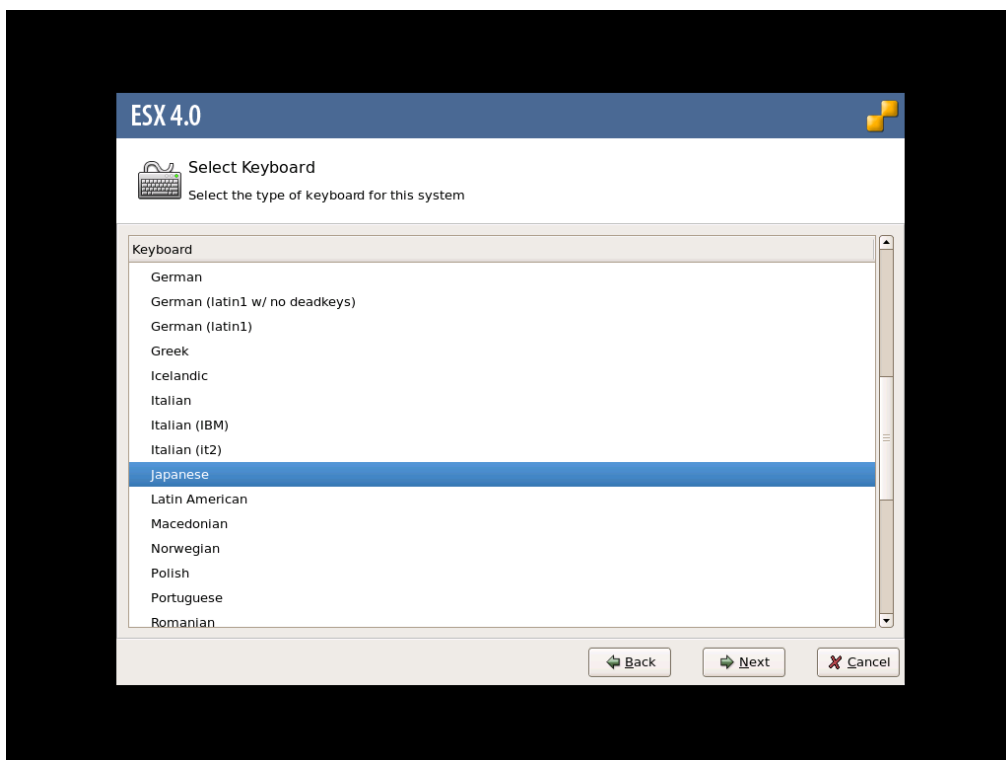 ESX 4.0
Select Keyboard
Select the type of keyboard for this system
Keyboard
German
German (latin1 w/ no deadkeys)
German (latin1)
Greek
Icelandic
Italian
Italian (IBM)
Italian (it2)
Japanese
Latin American
Macedonian
Norwegian
Polish
Portuguese
Romanian
Back Next Cancel